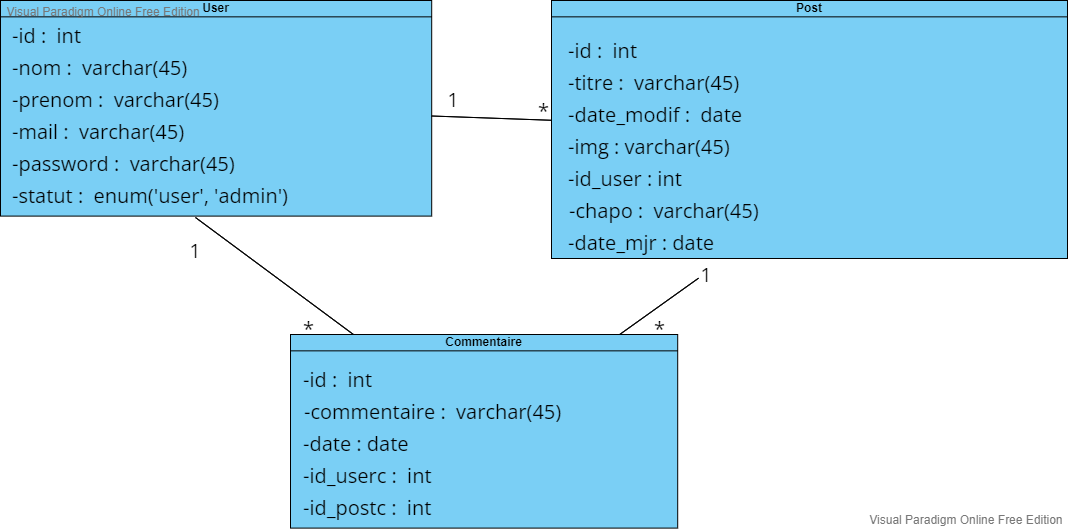 Visual Paradigm Online Free Edition
User
-id : int
-nom : varchar(45)
-prenom : varchar(45)
-mail : varchar(45)
-password : varchar(45)
-statut : enum('user', 'admin')
1
*
Post
-id : int
-titre : varchar(45)
-date_modif : date
-img : varchar(45)
-id_user : int
-chapo : varchar(45)
-date_mjr : date
1
*
1
*
Commentaire
-id : int
-commentaire : varchar(45)
-date : date
-id_userc : int
-id_postc : int
Visual Paradigm Online Free Edition